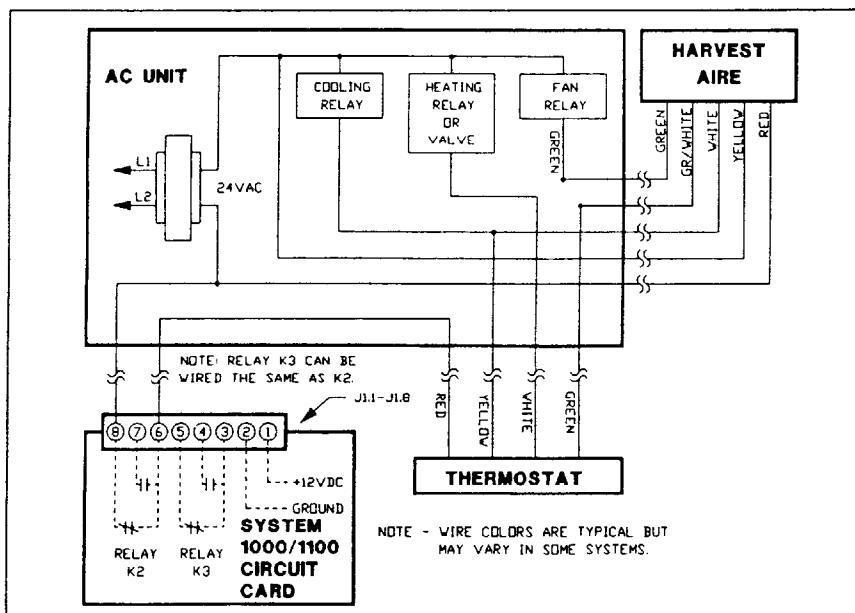 AC UNIT
COOLING
RELAY
HEATING
RELAY
OR
VALVE
FAN
RELAY
HARVEST
AIRE
GREEN
GR/WHITE
WHITE
YELLOW
RED
GREEN
L1
L2
24VAC
NOTE: RELAY K3 CAN BE
WIRED THE SAME AS K2.
J1.1-J1.8
RED
YELLOW
WHITE
GREEN
8 7 6 5 4 3 2 1
THERMOSTAT
+12VDC
GROUND
SYSTEM
1000/1100
CIRCUIT
CARD
RELAY
K2
RELAY
K3
NOTE - WIRE COLORS ARE TYPICAL BUT
MAY VARY IN SOME SYSTEMS.